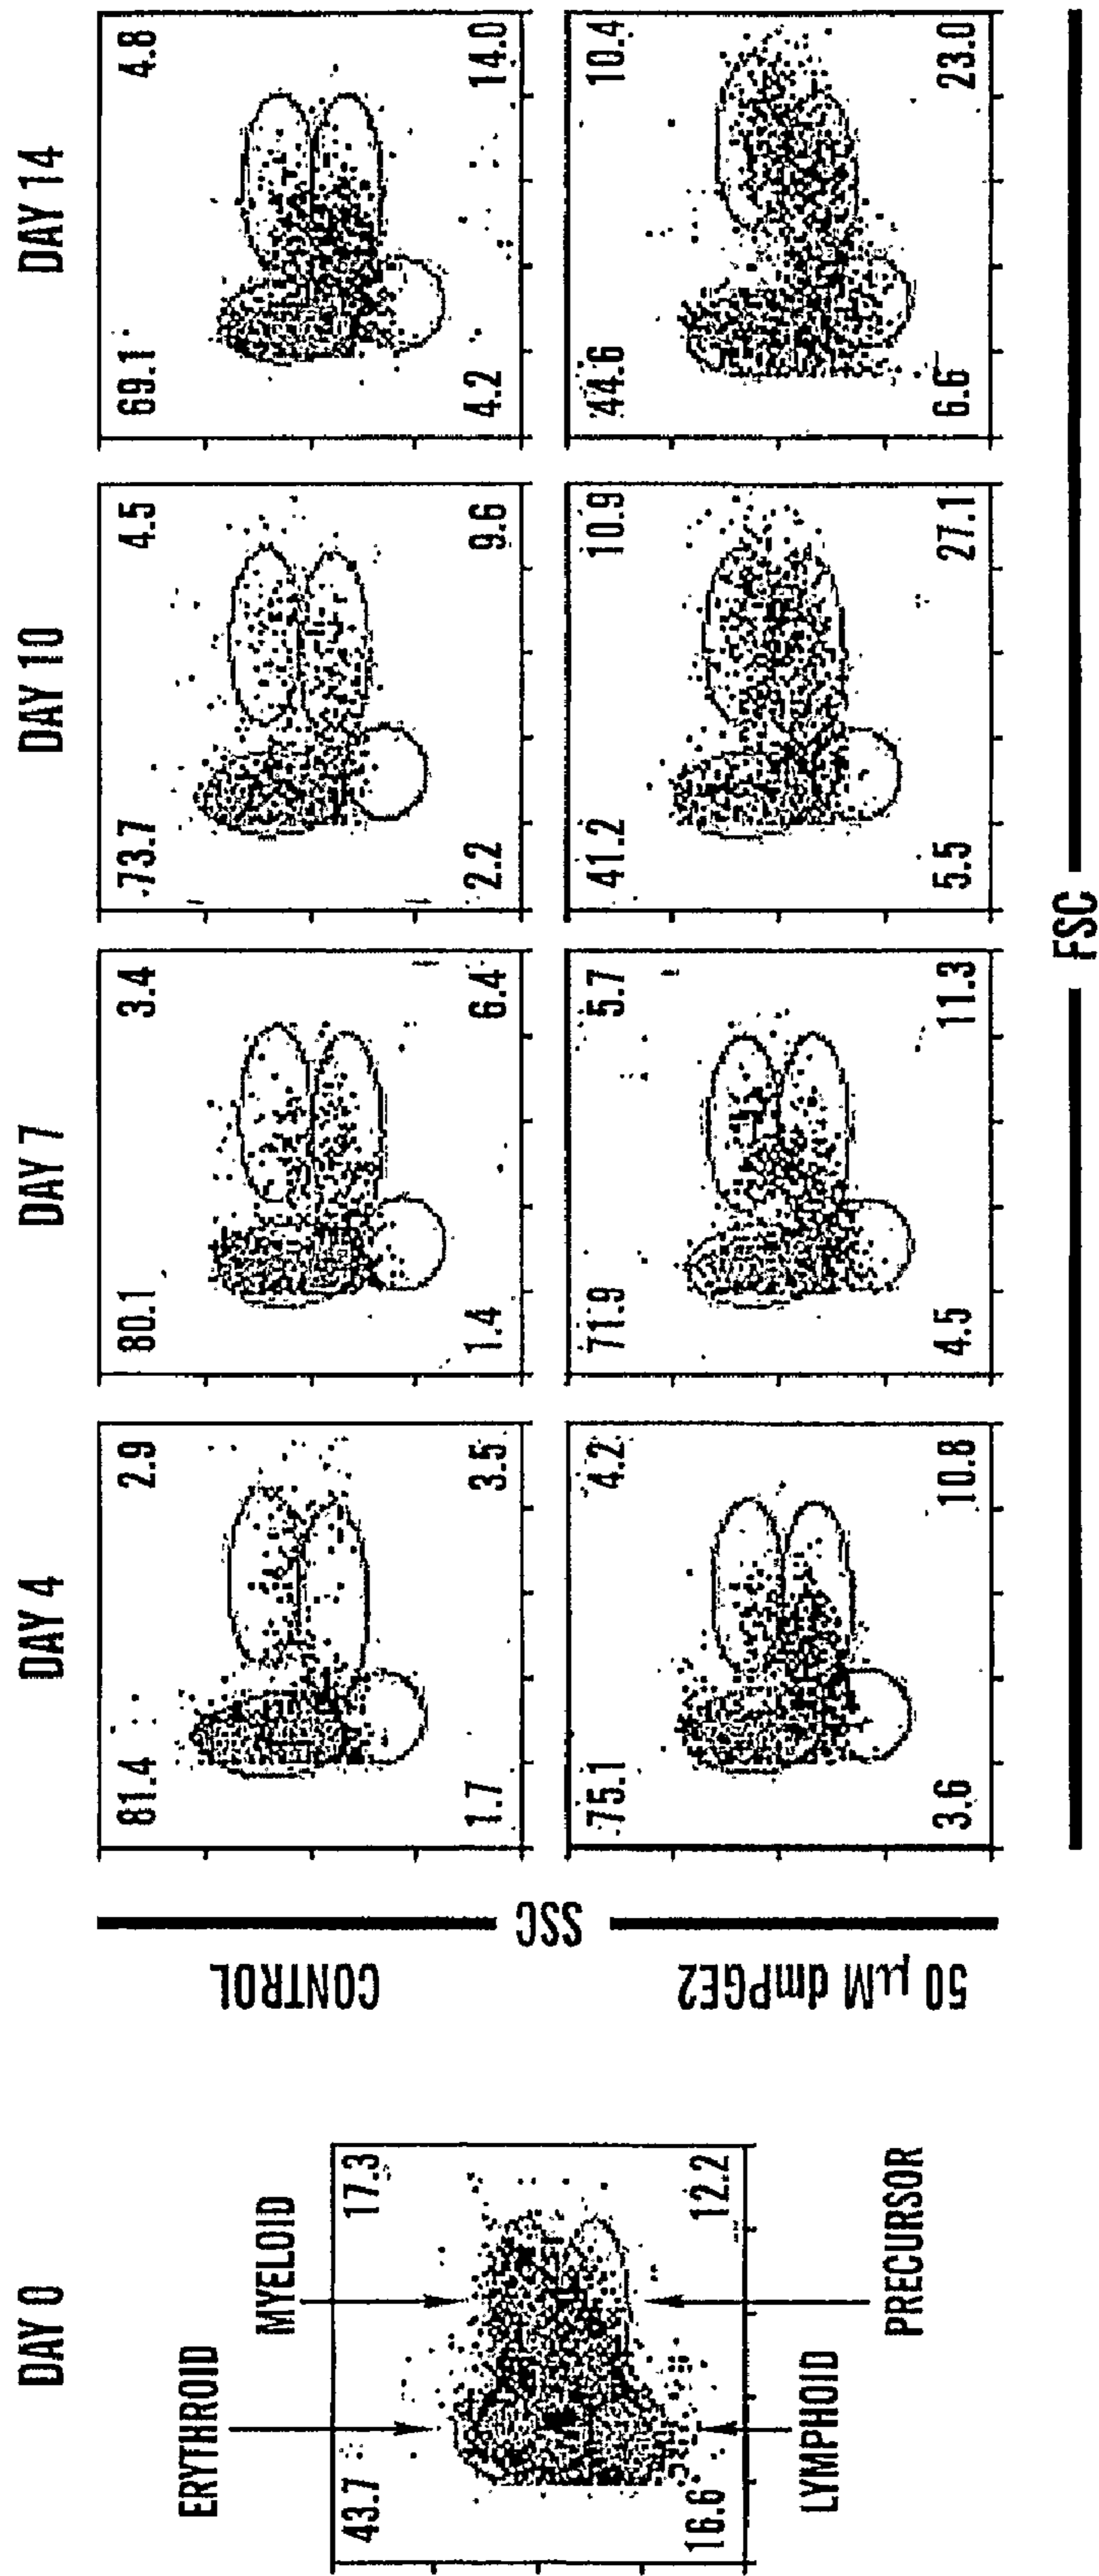 DAY 0
ERYTHROID
MYELOID
43.7
17.3
16.6
12.2
LYMPHOID
PRECURSOR
DAY 4
DAY 7
DAY 10
DAY 14
CONTROL
81.4
2.9
1.7
3.5
80.1
3.4
1.4
6.4
73.7
4.5
2.2
9.6
69.1
4.8
4.2
14.0
SSC
50 µM dmPGE2
75.1
4.2
3.6
10.8
71.9
5.7
4.5
11.3
41.2
10.9
5.5
27.1
44.6
10.4
6.6
23.0
FSC